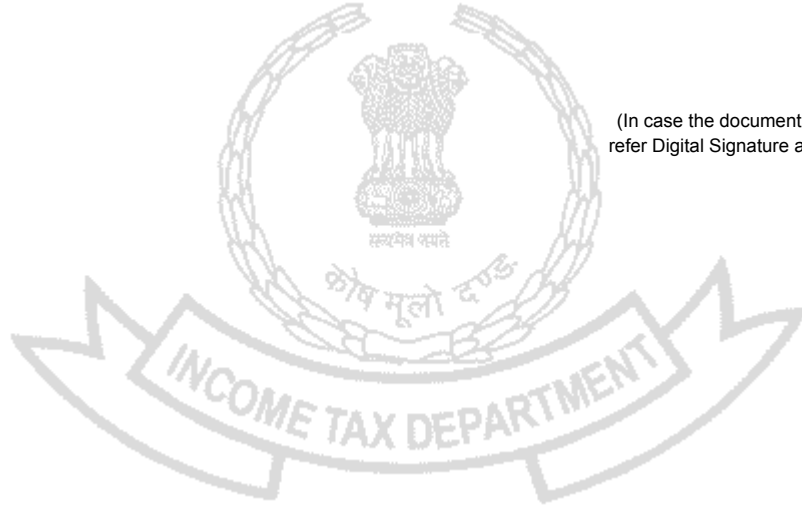 (In case the document
refer Digital Signature a
सत्यमेव जयते
कोष मूलो दण्डः
INCOME TAX DEPARTMENT